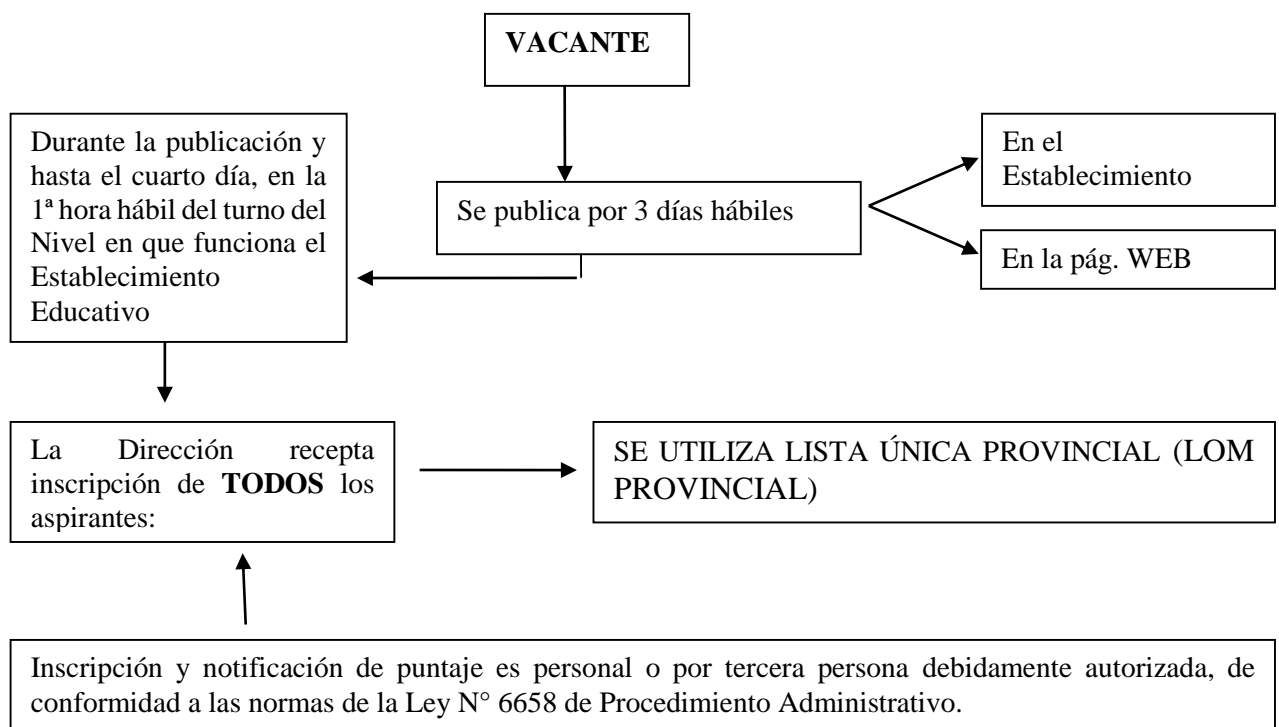 VACANTE
Durante la publicación y
hasta el cuarto día, en la
1ª hora hábil del turno del
Nivel en que funciona el
Establecimiento
Educativo
Se publica por 3 días hábiles
En el
Establecimiento
En la pág. WEB
La Dirección recepta
inscripción de TODOS los
aspirantes:
SE UTILIZA LISTA ÚNICA PROVINCIAL (LOM
PROVINCIAL)
Inscripción y notificación de puntaje es personal o por tercera persona debidamente autorizada, de
conformidad a las normas de la Ley N° 6658 de Procedimiento Administrativo.